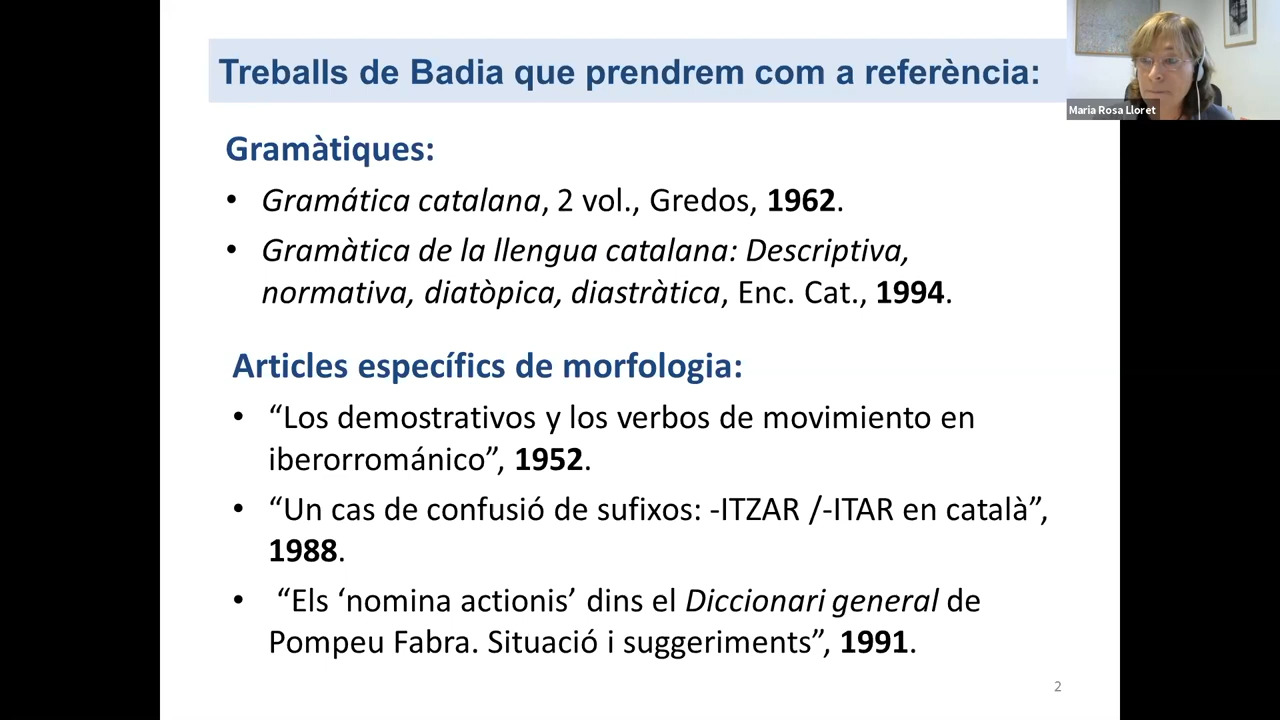 Treballs de Badia que prendrem com a referència:
Maria Rosa Lloret
Gramàtiques:
• Gramática catalana, 2 vol., Gredos, 1962.
• Gramàtica de la llengua catalana: Descriptiva,
normativa, diatòpica, diastràtica, Enc. Cat., 1994.
Articles específics de morfologia:
• “Los demostrativos y los verbos de movimiento en
iberorrománico”, 1952.
• “Un cas de confusió de sufixos: -ITZAR /-ITAR en català”,
1988.
• “Els ‘nomina actionis’ dins el Diccionari general de
Pompeu Fabra. Situació i suggeriments”, 1991.
2